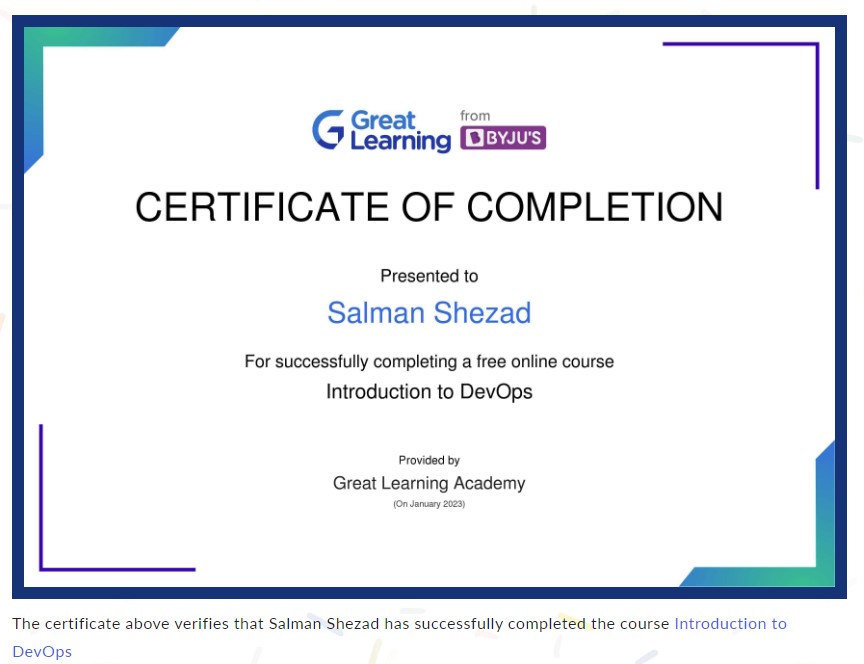 Great Learning
from
BYJU'S
CERTIFICATE OF COMPLETION
Presented to
Salman Shezad
For successfully completing a free online course
Introduction to DevOps
Provided by
Great Learning Academy
(On January 2023)
The certificate above verifies that Salman Shezad has successfully completed the course Introduction to
DevOps